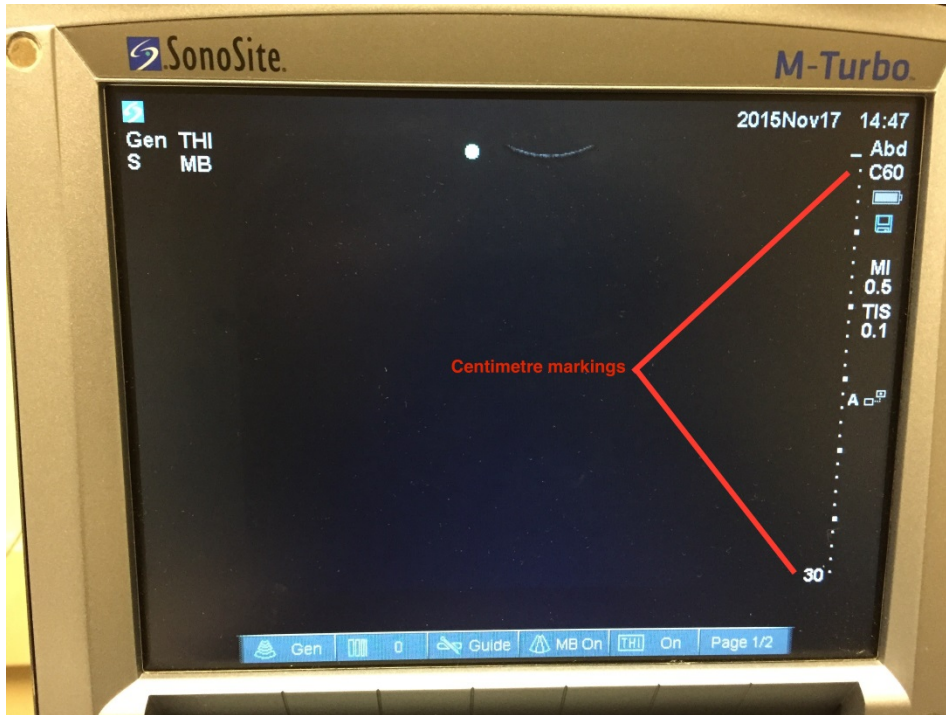 SonoSite.
M-Turbo
2015Nov17 14:47
Gen THI
S MB
Abd
C60
MI
0.5
TIS
0.1
Centimetre markings
A
30
Gen 0 Guide MB On THI On Page 1/2